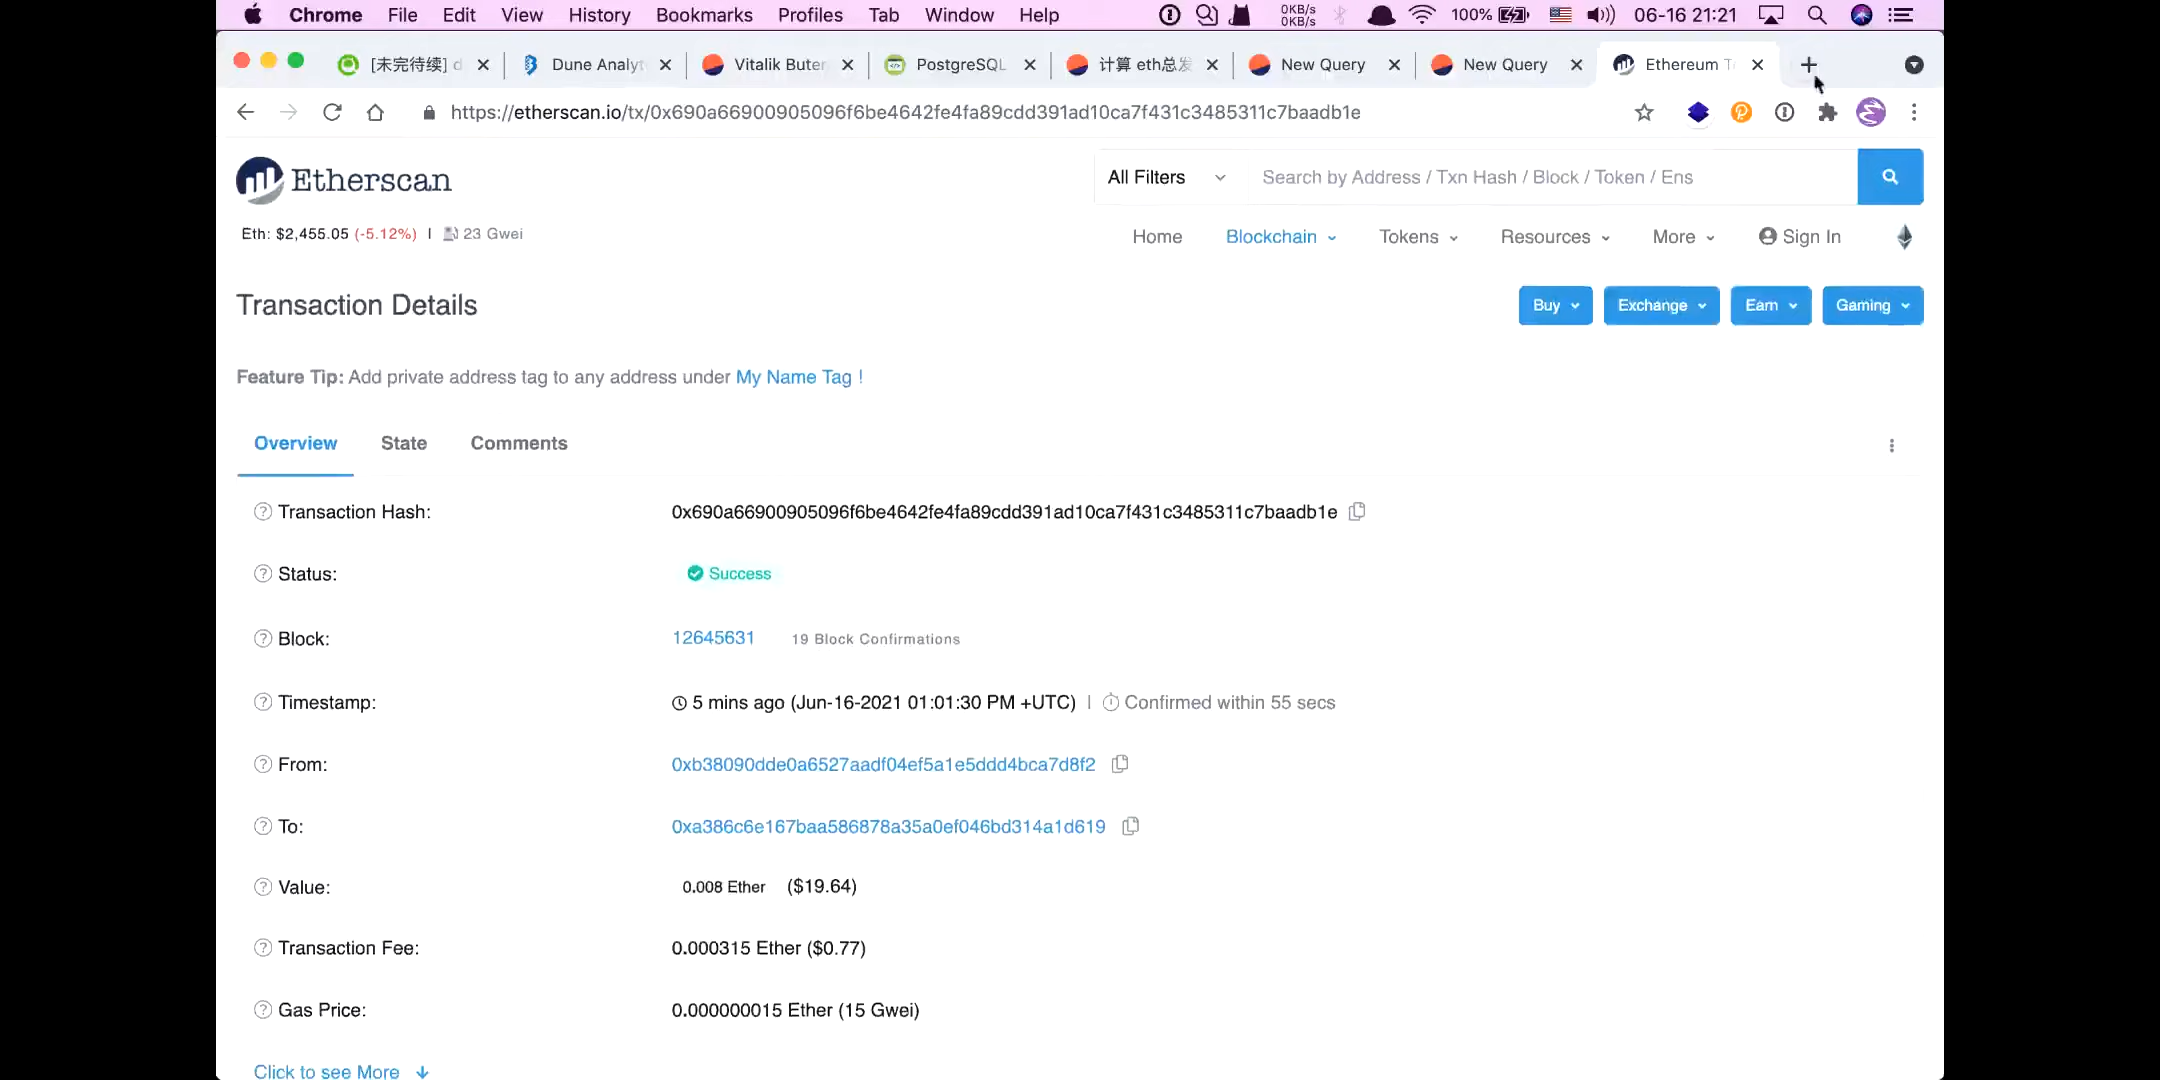 Chrome File Edit View History Bookmarks Profiles Tab Window Help 0KB/s 0KB/s 100% 06-16 21:21
[未完待续] d Dune Analyt Vitalik Buter PostgreSQL 计算 eth总发 New Query New Query Ethereum T
https://etherscan.io/tx/0x690a66900905096f6be4642fe4fa89cdd391ad10ca7f431c3485311c7baadb1e
Etherscan
All Filters Search by Address / Txn Hash / Block / Token / Ens
Eth: $2,455.05 (-5.12%) | 23 Gwei
Home Blockchain Tokens Resources More Sign In
Transaction Details
Buy Exchange Earn Gaming
Feature Tip: Add private address tag to any address under My Name Tag !
Overview State Comments
Transaction Hash: 0x690a66900905096f6be4642fe4fa89cdd391ad10ca7f431c3485311c7baadb1e
Status: Success
Block: 12645631 19 Block Confirmations
Timestamp: 5 mins ago (Jun-16-2021 01:01:30 PM +UTC) | Confirmed within 55 secs
From: 0xb38090dde0a6527aadf04ef5a1e5ddd4bca7d8f2
To: 0xa386c6e167baa586878a35a0ef046bd314a1d619
Value: 0.008 Ether ($19.64)
Transaction Fee: 0.000315 Ether ($0.77)
Gas Price: 0.000000015 Ether (15 Gwei)
Click to see More